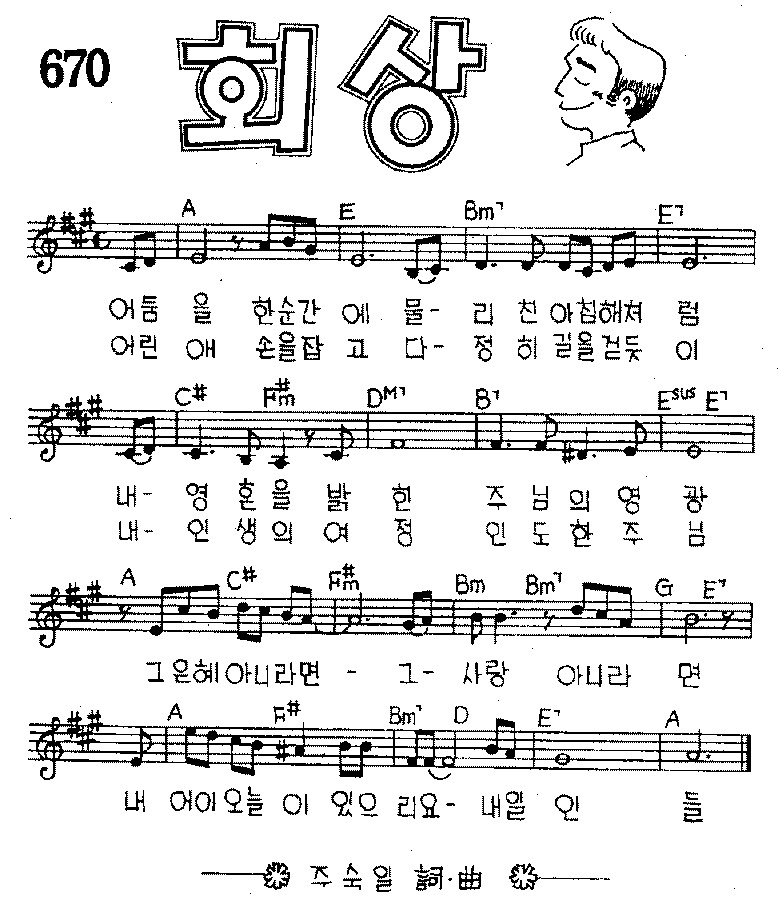 670 회상
A E Bm7 E7
어둠 을 한순간 에 물- 리 친 아침해쳐 럼
어린 애 손을잡 고 다- 정 히 길을걷듯 이
C# F#m DM7 B7 Esus E7
내- 영 혼을 밝 힌 주 님 의 영 광
내- 인 생의 여 정 인 도 한 주 님
A C# F#m Bm Bm7 G E7
그 은혜 아니라면 - 그- 사랑 아니라 면
A F# Bm7 D E7 A
내 어이 오늘 이 있으 리요- 내일 인 들
주 숙 일 詞·曲